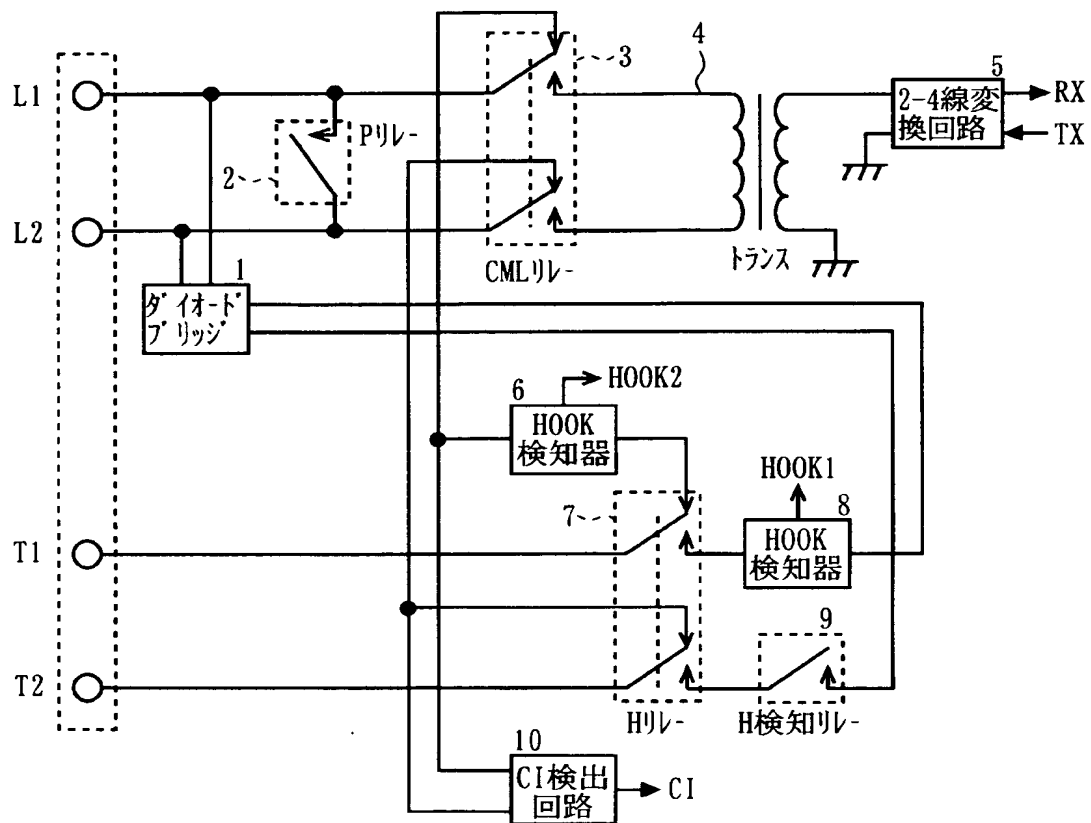 4
3
5
L1
2-4線変
換回路
RX
TX
Pリレー
2
L2
CMLリレー
トランス
1
ダイオード
ブリッジ
HOOK2
6
HOOK
検知器
HOOK1
7
8
HOOK
検知器
T1
9
T2
Hリレー
H検知リレー
10
CI検出
回路
CI